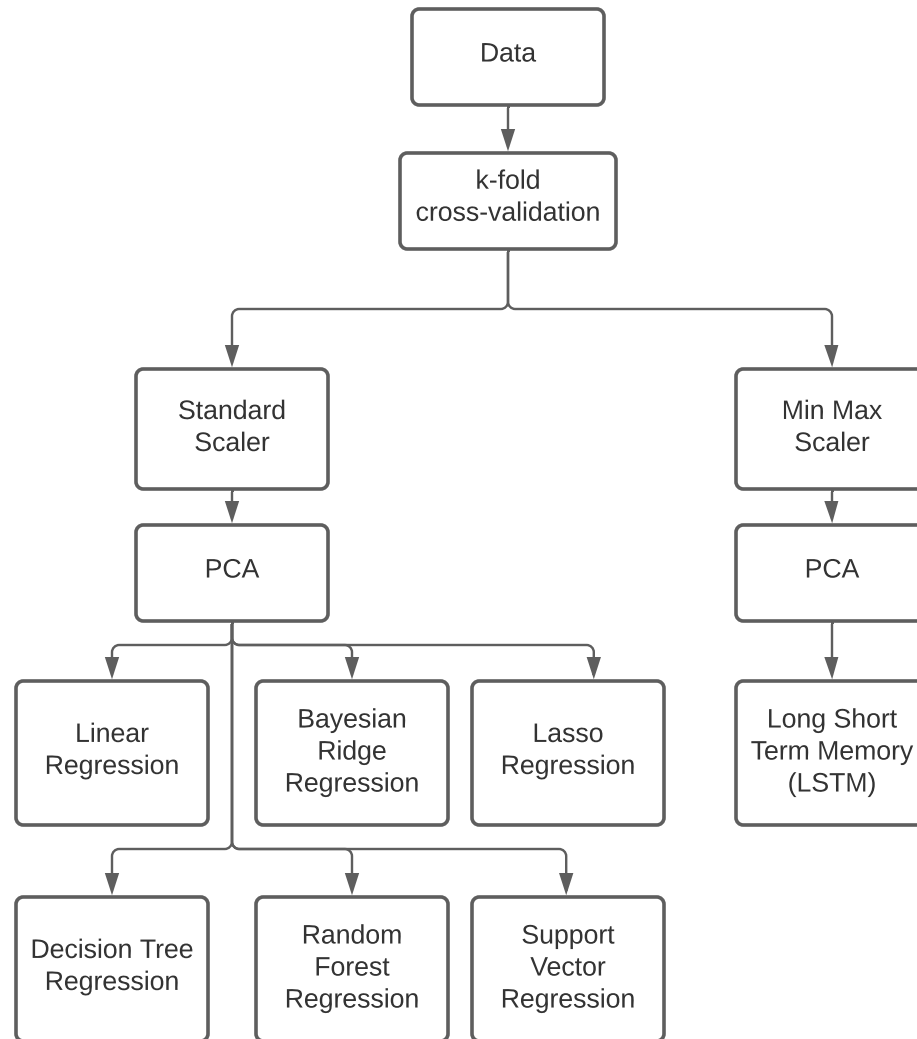 Data
k-fold
cross-validation
Standard
Scaler
Min Max
Scaler
PCA
PCA
Linear
Regression
Bayesian
Ridge
Regression
Lasso
Regression
Long Short
Term Memory
(LSTM)
Decision Tree
Regression
Random
Forest
Regression
Support
Vector
Regression